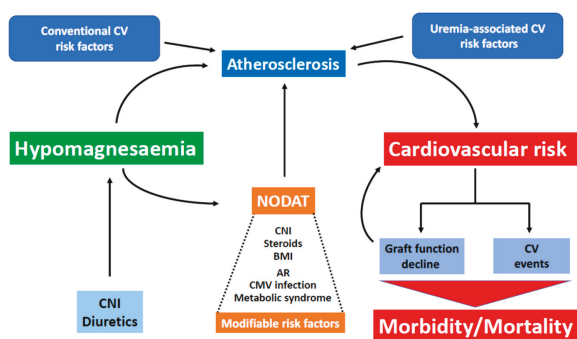 Conventional CV
risk factors
Uremia-associated CV
risk factors
Atherosclerosis
Hypomagnesaemia
Cardiovascular risk
NODAT
CNI
Steroids
BMI
AR
CMV infection
Metabolic syndrome
Modifiable risk factors
Graft function
decline
CV
events
CNI
Diuretics
Morbidity/Mortality